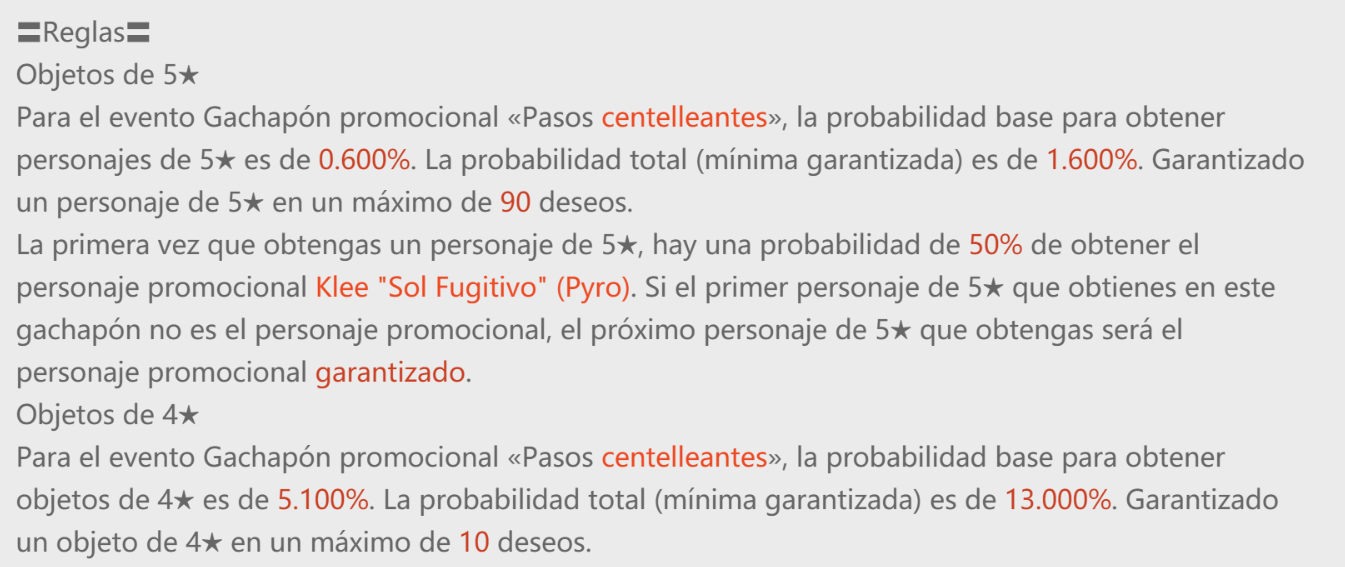 〓Reglas〓
Objetos de 5★
Para el evento Gachapón promocional «Pasos centelleantes», la probabilidad base para obtener
personajes de 5★ es de 0.600%. La probabilidad total (mínima garantizada) es de 1.600%. Garantizado
un personaje de 5★ en un máximo de 90 deseos.
La primera vez que obtengas un personaje de 5★, hay una probabilidad de 50% de obtener el
personaje promocional Klee "Sol Fugitivo" (Pyro). Si el primer personaje de 5★ que obtienes en este
gachapón no es el personaje promocional, el próximo personaje de 5★ que obtengas será el
personaje promocional garantizado.
Objetos de 4★
Para el evento Gachapón promocional «Pasos centelleantes», la probabilidad base para obtener
objetos de 4★ es de 5.100%. La probabilidad total (mínima garantizada) es de 13.000%. Garantizado
un objeto de 4★ en un máximo de 10 deseos.